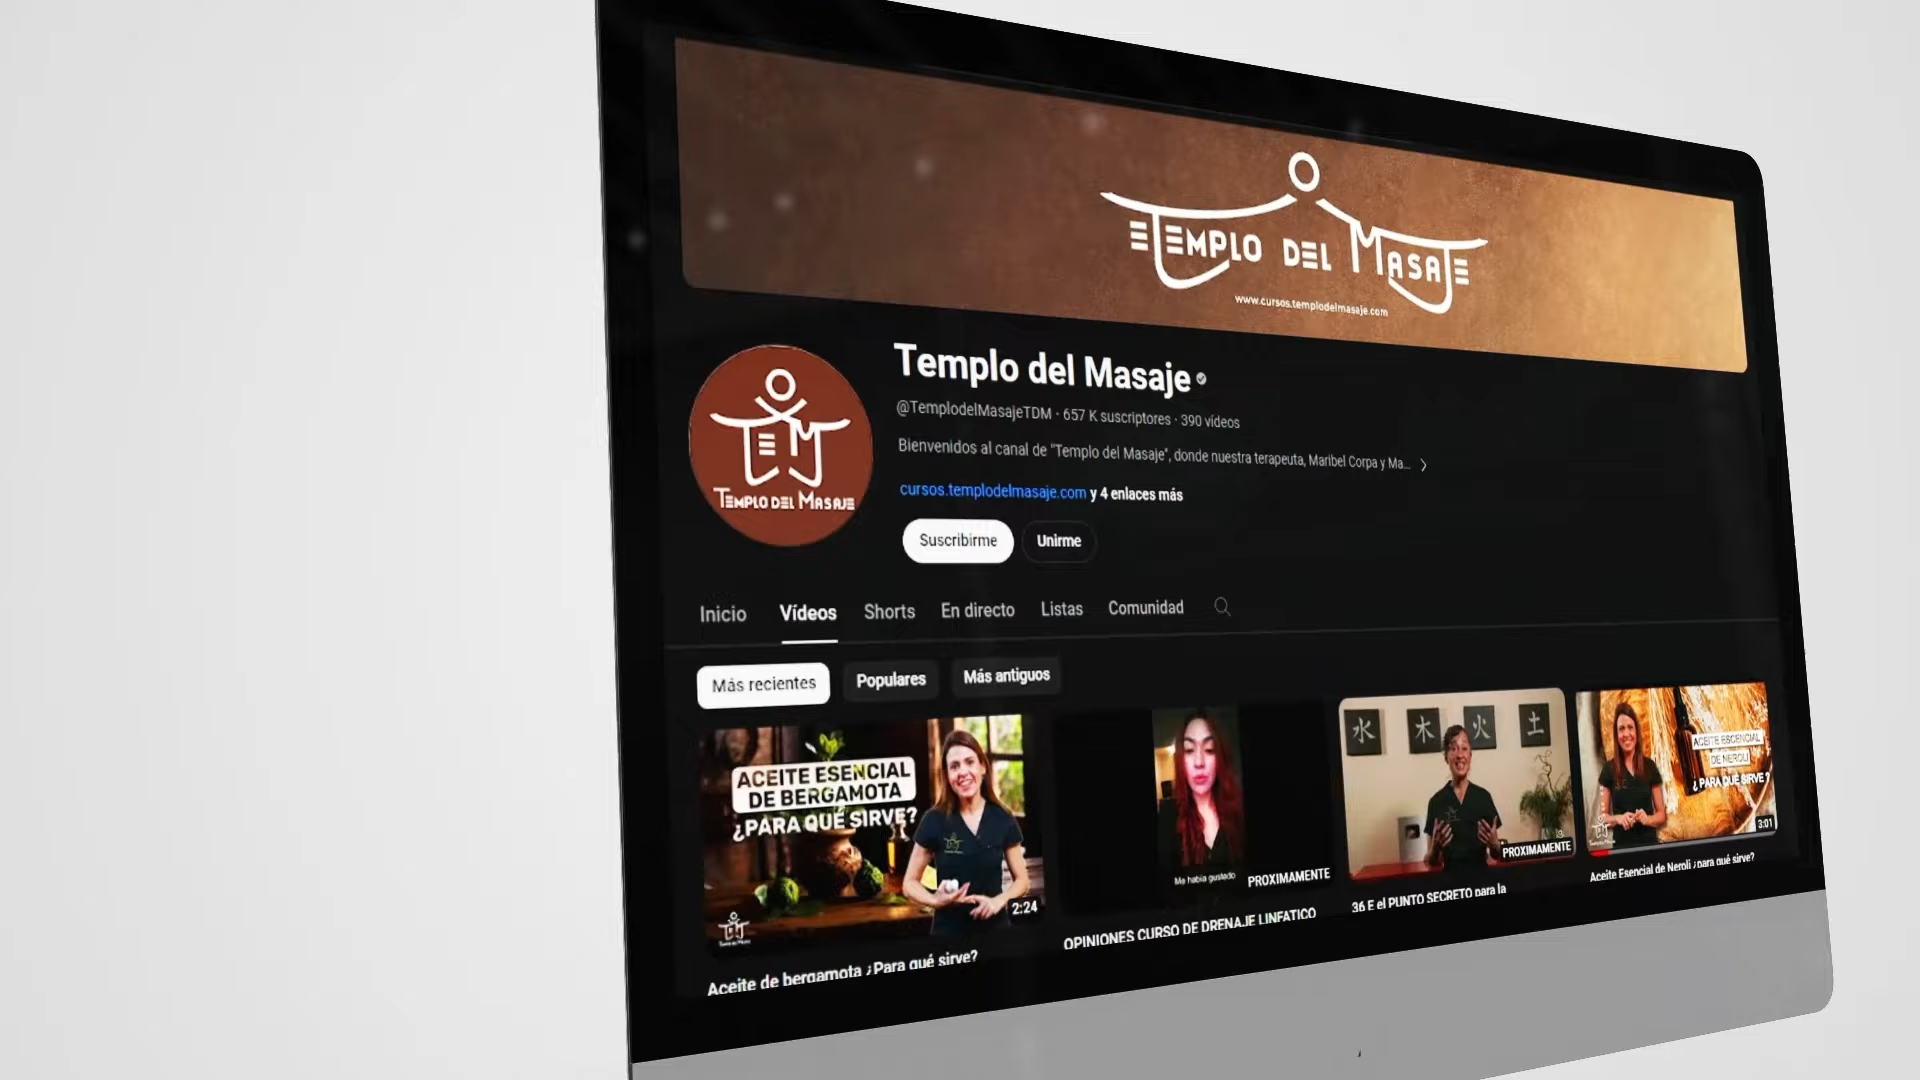 TEMPLO DEL MASAJE
www.cursos.templodelmasaje.com
TEMPLO DEL MASAJE
Templo del Masaje
@TemplodelMasajeTDM · 657 K suscriptores · 390 vídeos
Bienvenidos al canal de "Templo del Masaje", donde nuestra terapeuta, Maribel Corpa y Ma...
cursos.templodelmasaje.com y 4 enlaces más
Suscribirme Unirme
Inicio Vídeos Shorts En directo Listas Comunidad
Más recientes Populares Más antiguos
ACEITE ESENCIAL
DE BERGAMOTA
¿PARA QUÉ SIRVE?
2:24
Aceite de bergamota ¿Para qué sirve?
Me había gustado
PROXIMAMENTE
OPINIONES CURSO DE DRENAJE LINFATICO
水 木 火 土
PROXIMAMENTE
36 E el PUNTO SECRETO para la
ACEITE ESCENCIAL
DE NEROLI
¿PARA QUÉ SIRVE?
3:01
Aceite Esencial de Neroli ¿para qué sirve?